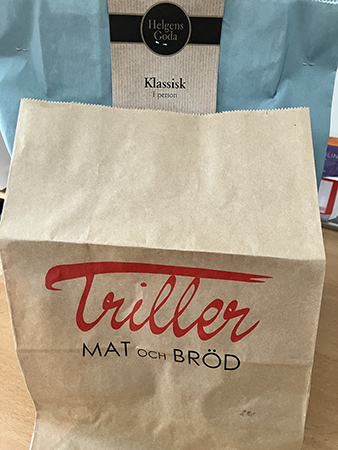 Helgens
Goda
Klassisk
1 person
Triller
MAT OCH BRÖD